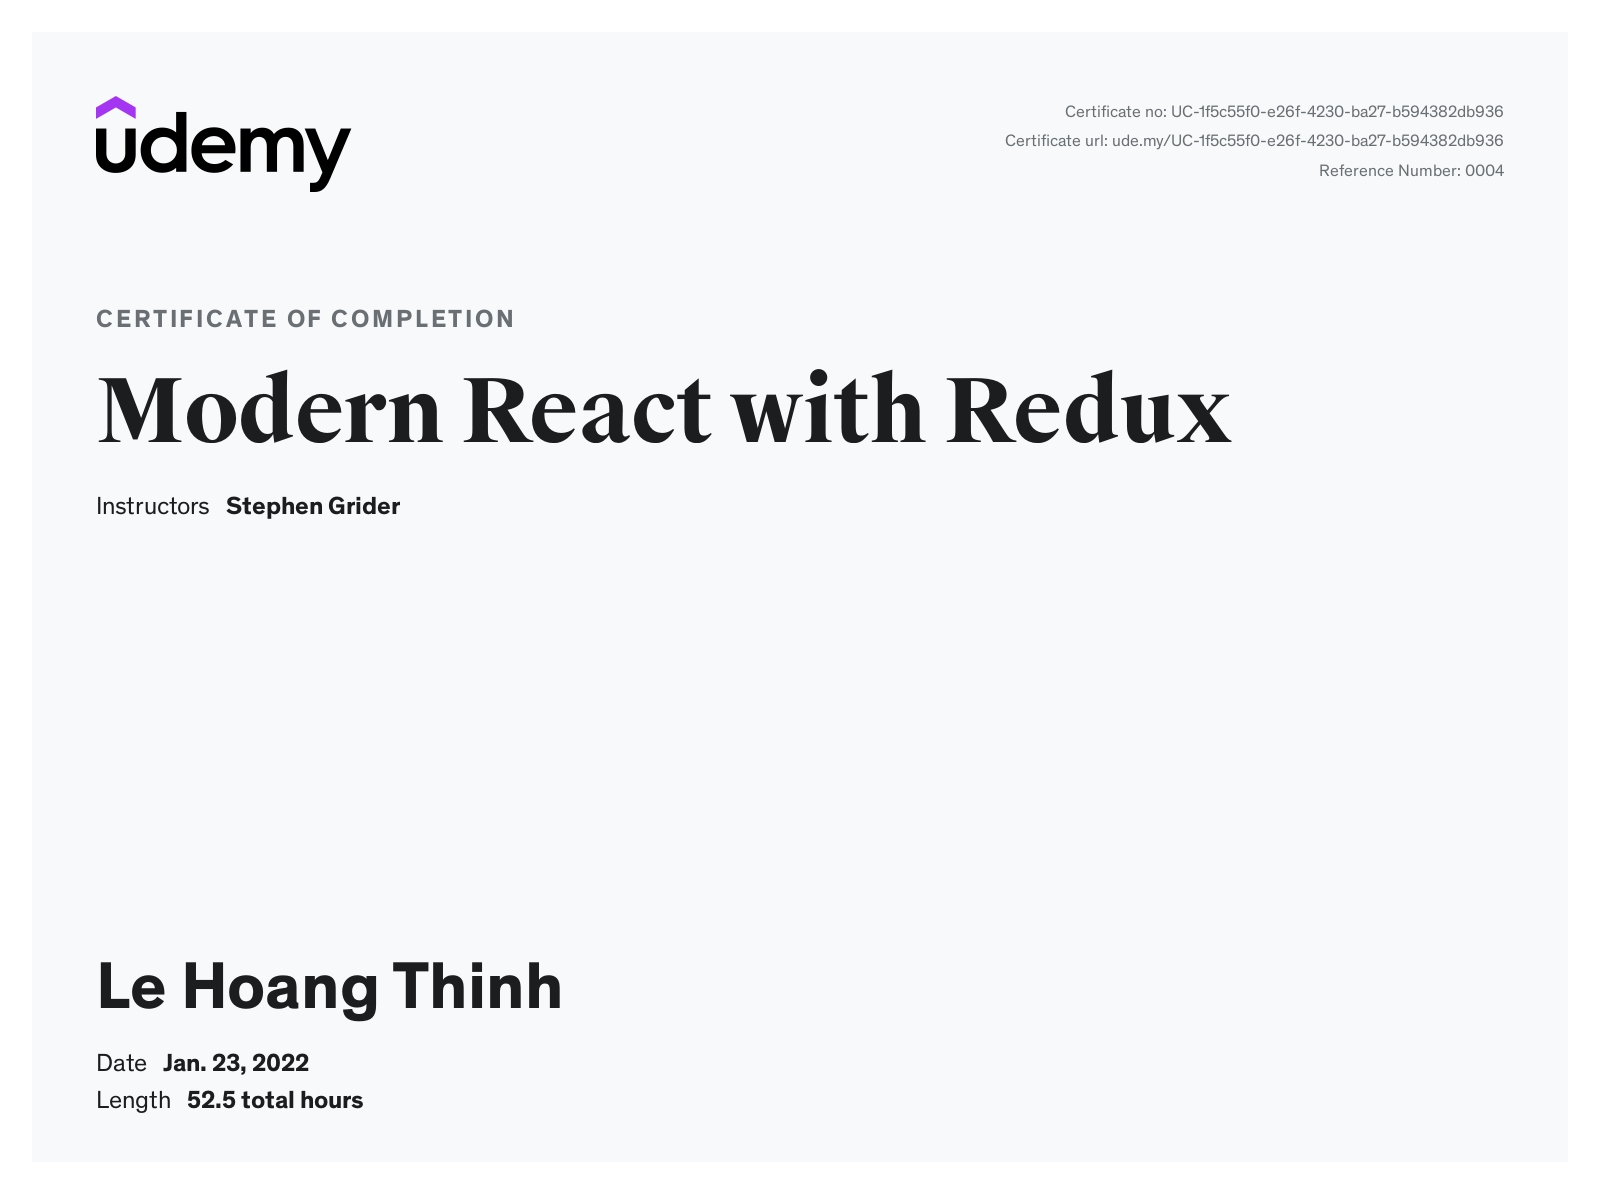 udemy
Certificate no: UC-1f5c55f0-e26f-4230-ba27-b594382db936
Certificate url: ude.my/UC-1f5c55f0-e26f-4230-ba27-b594382db936
Reference Number: 0004
CERTIFICATE OF COMPLETION
Modern React with Redux
Instructors Stephen Grider
Le Hoang Thinh
Date Jan. 23, 2022
Length 52.5 total hours